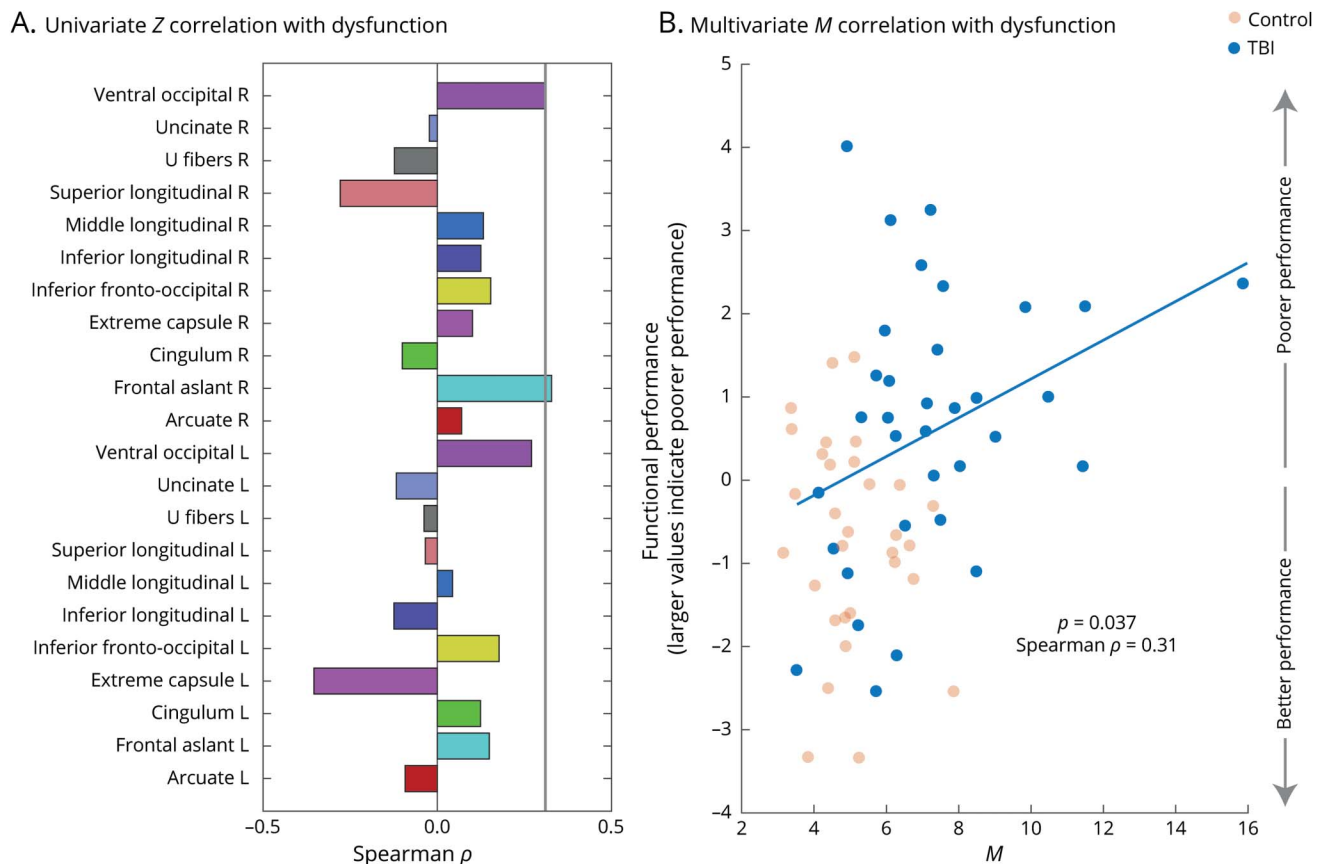 A. Univariate Z correlation with dysfunction
Ventral occipital R
Uncinate R
U fibers R
Superior longitudinal R
Middle longitudinal R
Inferior longitudinal R
Inferior fronto-occipital R
Extreme capsule R
Cingulum R
Frontal aslant R
Arcuate R
Ventral occipital L
Uncinate L
U fibers L
Superior longitudinal L
Middle longitudinal L
Inferior longitudinal L
Inferior fronto-occipital L
Extreme capsule L
Cingulum L
Frontal aslant L
Arcuate L
−0.5 0.0 0.5
Spearman ρ
B. Multivariate M correlation with dysfunction
Control
TBI
Functional performance
(larger values indicate poorer performance)
5
4
3
2
1
0
−1
−2
−3
−4
2 4 6 8 10 12 14 16
M
p = 0.037
Spearman ρ = 0.31
Poorer performance
Better performance